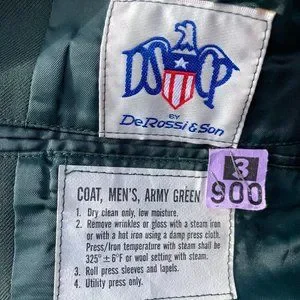 DSCP
BY
DeRossi & Son
3
900
COAT, MEN'S, ARMY GREEN
1. Dry clean only, low moisture.
2. Remove wrinkles or gloss with a steam iron
or with a hot iron using a damp press cloth.
Press/Iron temperature with steam shall be
325° ± 6°F or wool setting with steam.
3. Roll press sleeves and lapels.
4. Utility press only.